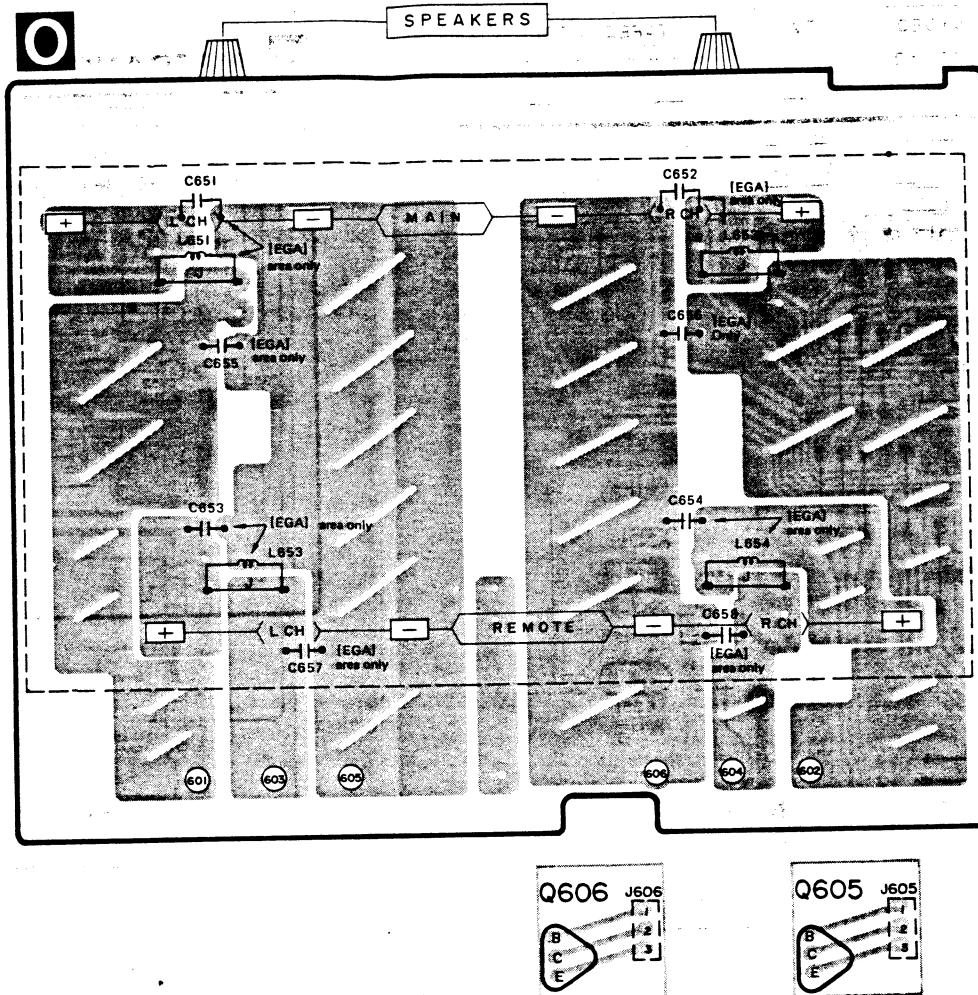 O
SPEAKERS
C651
C652
[EGA]
area only
+
L CH
-
MAIN
-
R CH
+
L651
[EGA]
area only
J
J
C655
[EGA]
area only
C656
[EGA]
Only
C653
[EGA] area only
L653
J
C654
[EGA]
area only
L654
J
+
L CH
-
REMOTE
-
C658
R CH
+
C657
[EGA]
area only
[EGA]
area only
601
603
605
606
604
602
Q606 J606
B 1
C 2
E 3
Q605 J605
B 1
C 2
E 3